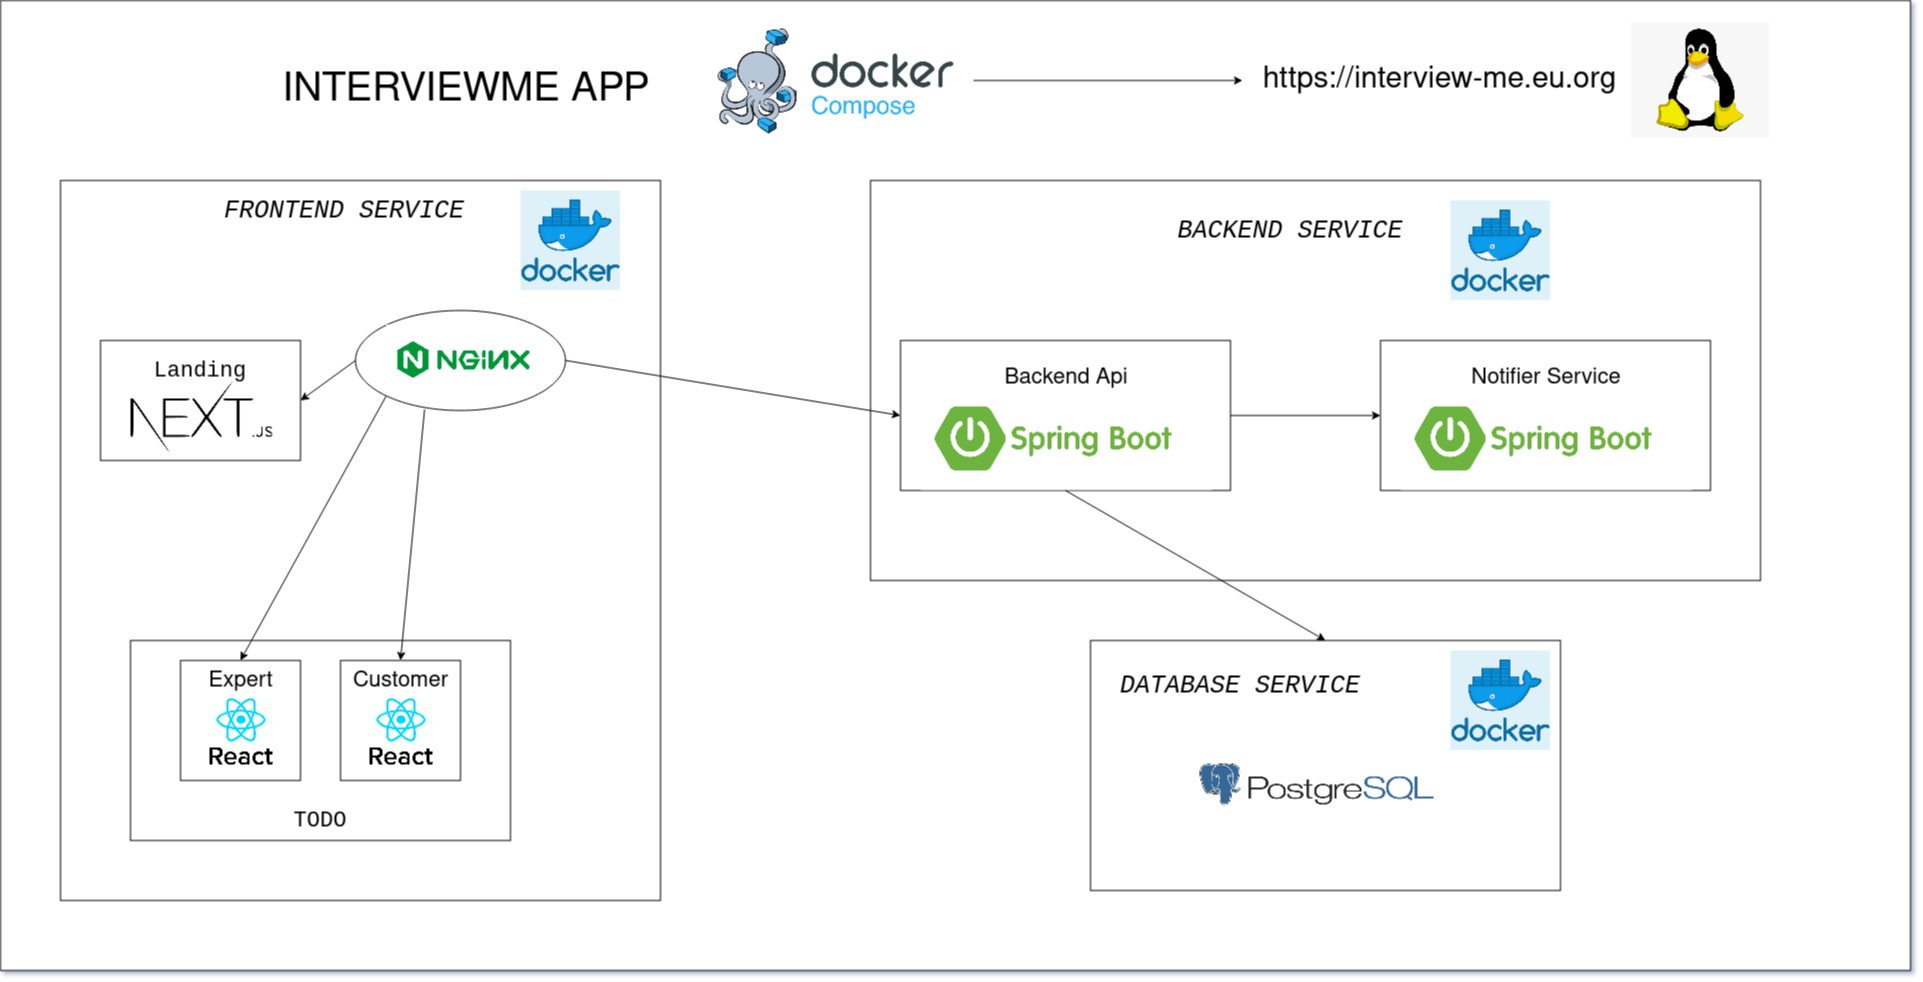 INTERVIEWME APP
docker
Compose
https://interview-me.eu.org
FRONTEND SERVICE
docker
NGINX
Landing
NEXT.JS
Expert
React
Customer
React
TODO
BACKEND SERVICE
docker
Backend Api
Spring Boot
Notifier Service
Spring Boot
DATABASE SERVICE
docker
PostgreSQL